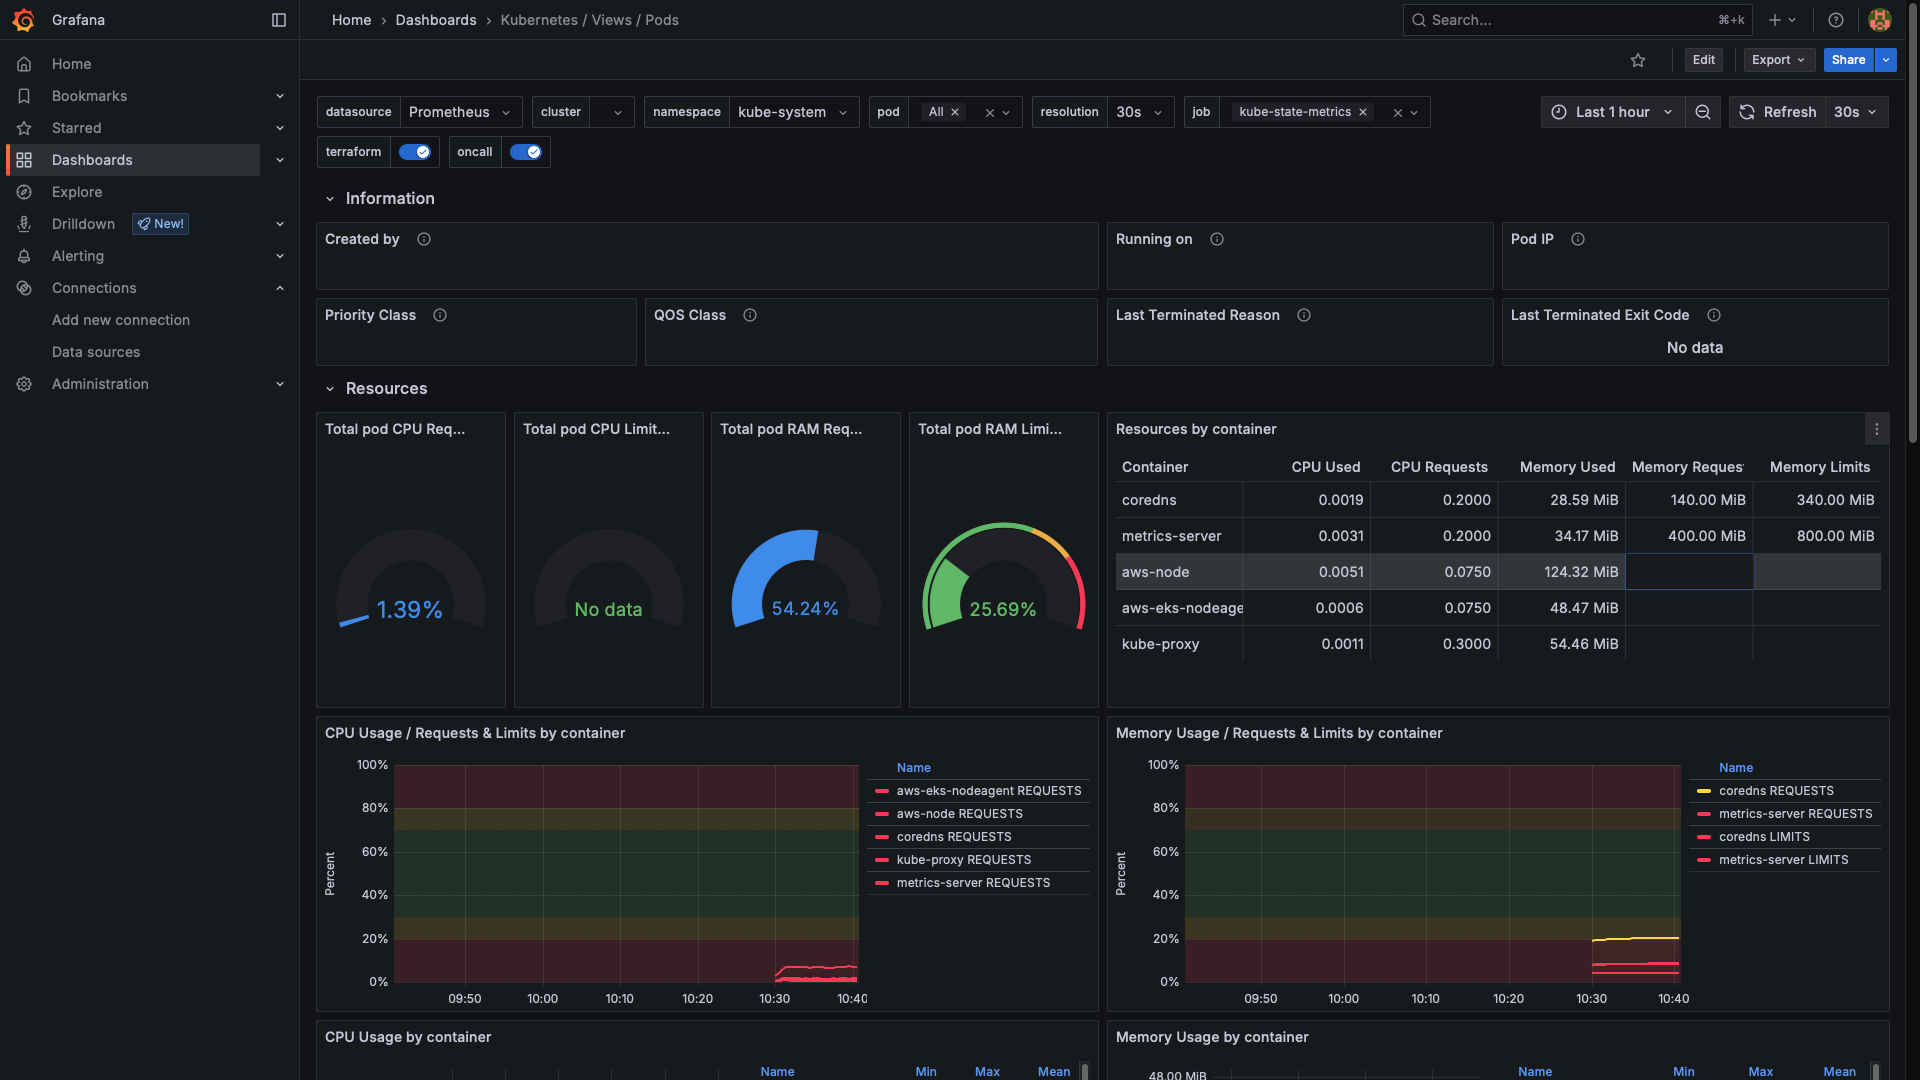 Grafana
Home › Dashboards › Kubernetes / Views / Pods
Search...
⌘+k
Home
Bookmarks
Starred
Dashboards
Explore
Drilldown
New!
Alerting
Connections
Add new connection
Data sources
Administration
Edit
Export
Share
datasource
Prometheus
cluster
namespace
kube-system
pod
All
resolution
30s
job
kube-state-metrics
Last 1 hour
Refresh
30s
terraform
oncall
Information
Created by
Running on
Pod IP
Priority Class
QOS Class
Last Terminated Reason
Last Terminated Exit Code
No data
Resources
Total pod CPU Req...
1.39%
Total pod CPU Limit...
No data
Total pod RAM Req...
54.24%
Total pod RAM Limi...
25.69%
Resources by container
Container CPU Used CPU Requests Memory Used Memory Reques Memory Limits
coredns 0.0019 0.2000 28.59 MiB 140.00 MiB 340.00 MiB
metrics-server 0.0031 0.2000 34.17 MiB 400.00 MiB 800.00 MiB
aws-node 0.0051 0.0750 124.32 MiB
aws-eks-nodeage 0.0006 0.0750 48.47 MiB
kube-proxy 0.0011 0.3000 54.46 MiB
CPU Usage / Requests & Limits by container
Percent
100%
80%
60%
40%
20%
0%
09:50 10:00 10:10 10:20 10:30 10:40
Name
aws-eks-nodeagent REQUESTS
aws-node REQUESTS
coredns REQUESTS
kube-proxy REQUESTS
metrics-server REQUESTS
Memory Usage / Requests & Limits by container
Percent
100%
80%
60%
40%
20%
0%
09:50 10:00 10:10 10:20 10:30 10:40
Name
coredns REQUESTS
metrics-server REQUESTS
coredns LIMITS
metrics-server LIMITS
CPU Usage by container
Name Min Max Mean
Memory Usage by container
48.00 MiB
Name Min Max Mean